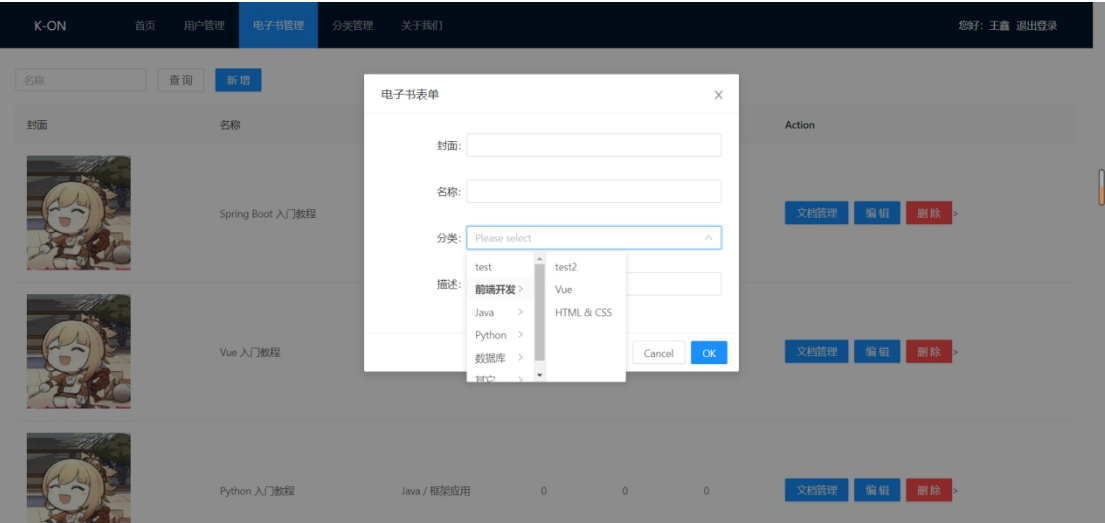 K-ON 首页 用户管理 电子书管理 分类管理 关于我们 您好：王鑫 退出登录
名称 查询 新增
电子书表单
封面 名称 Action
封面:
名称:
Spring Boot 入门教程 文档管理 编辑 删除 >
分类: Please select
test test2
描述:
前端开发 > Vue
Java > HTML & CSS
Python >
Vue 入门教程 数据库 > Cancel OK 文档管理 编辑 删除 >
其它 >
Python 入门教程 Java / 框架应用 0 0 0 文档管理 编辑 删除 >